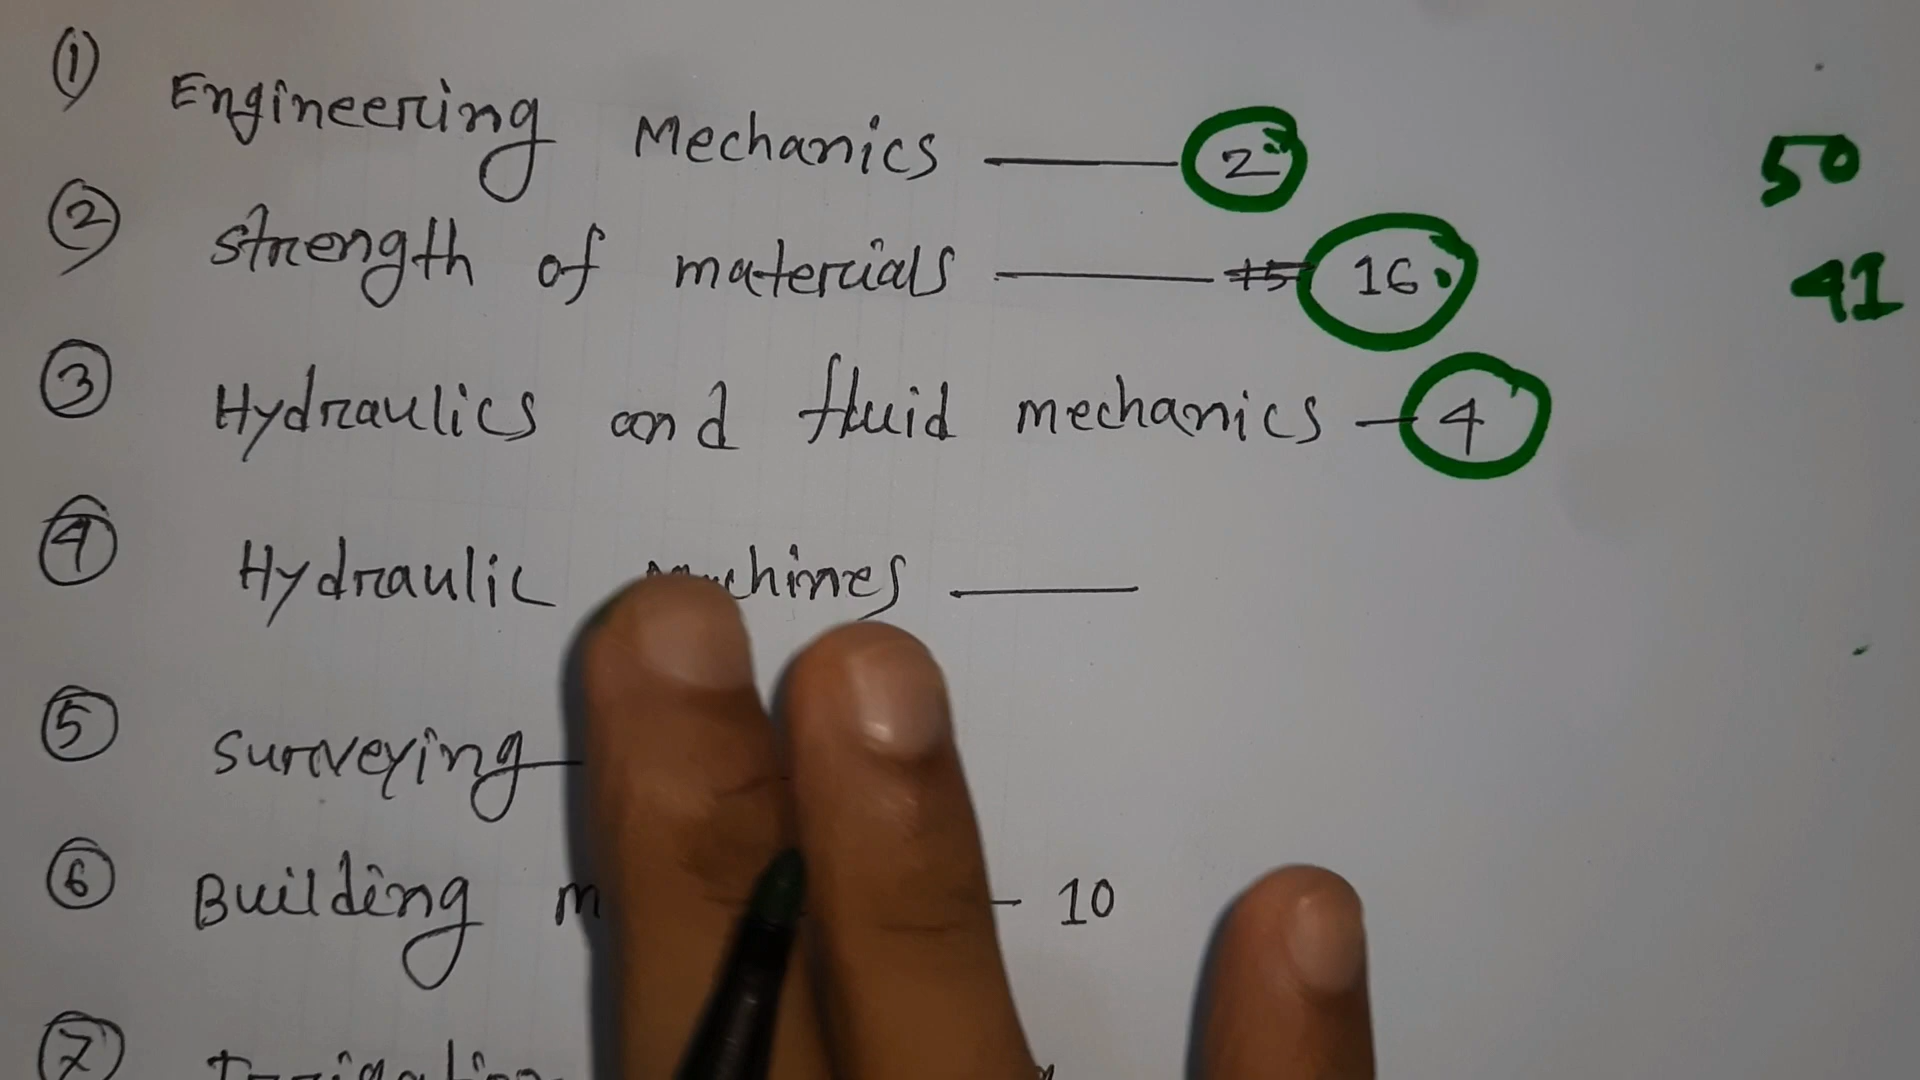 ① Engineering Mechanics —— 2
50
② Strength of materials —— 15 16
41
③ Hydraulics and fluid mechanics — 4
④ Hydraulic machines ——
⑤ Surveying —
⑥ Building — 10
⑦